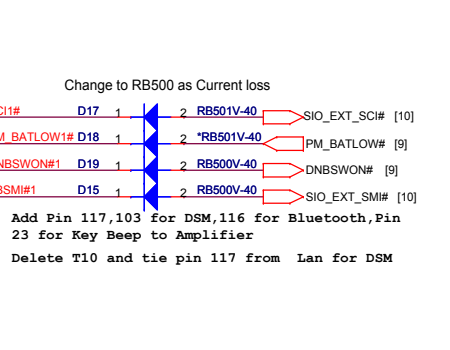 Change to RB500 as Current loss
CI1# D17 1 2 RB501V-40 SIO_EXT_SCI# [10]
M_BATLOW1# D18 1 2 *RB501V-40 PM_BATLOW# [9]
NBSWON#1 D19 1 2 RB500V-40 DNBSWON# [9]
BSMI#1 D15 1 2 RB500V-40 SIO_EXT_SMI# [10]
Add Pin 117,103 for DSM,116 for Bluetooth,Pin
23 for Key Beep to Amplifier
Delete T10 and tie pin 117 from Lan for DSM